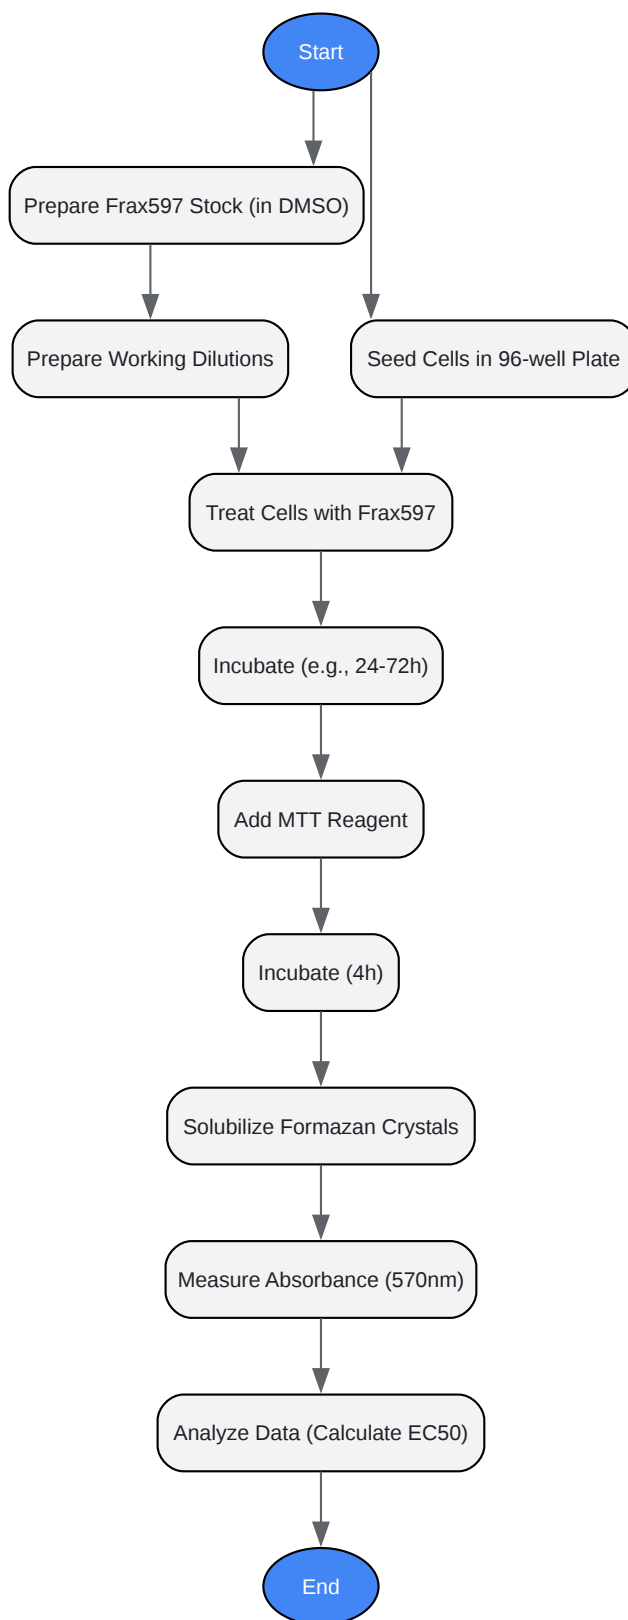 Start
Prepare Frax597 Stock (in DMSO)
Prepare Working Dilutions
Seed Cells in 96-well Plate
Treat Cells with Frax597
Incubate (e.g., 24-72h)
Add MTT Reagent
Incubate (4h)
Solubilize Formazan Crystals
Measure Absorbance (570nm)
Analyze Data (Calculate EC50)
End